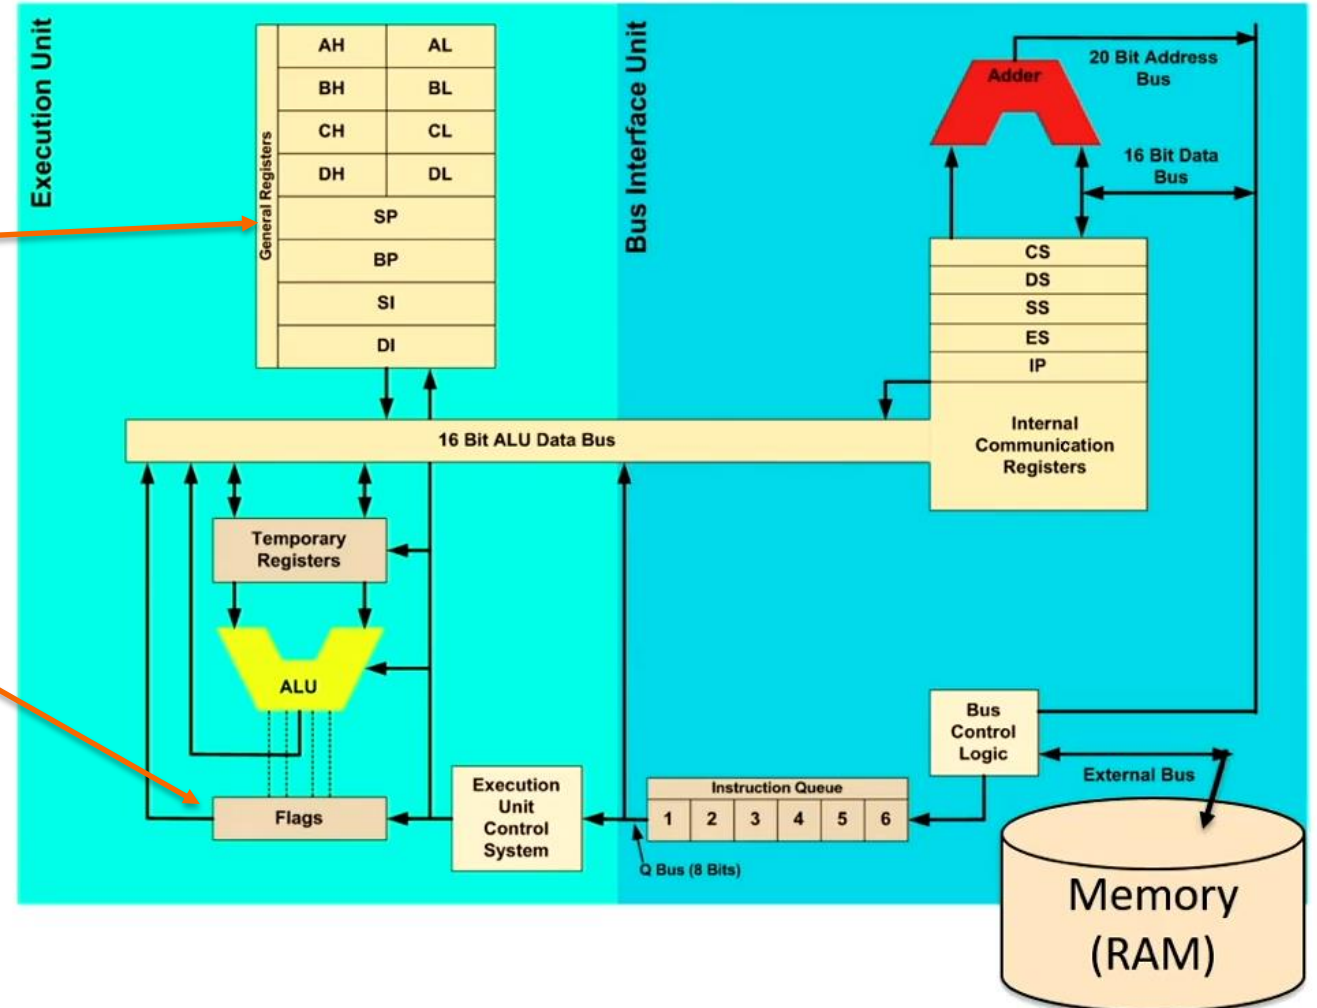 Execution Unit
General Registers
AH
AL
BH
BL
CH
CL
DH
DL
SP
BP
SI
DI
Bus Interface Unit
Adder
20 Bit Address
Bus
16 Bit Data
Bus
CS
DS
SS
ES
IP
Internal
Communication
Registers
16 Bit ALU Data Bus
Temporary
Registers
ALU
Flags
Execution
Unit
Control
System
Instruction Queue
1
2
3
4
5
6
Q Bus (8 Bits)
Bus
Control
Logic
External Bus
Memory
(RAM)